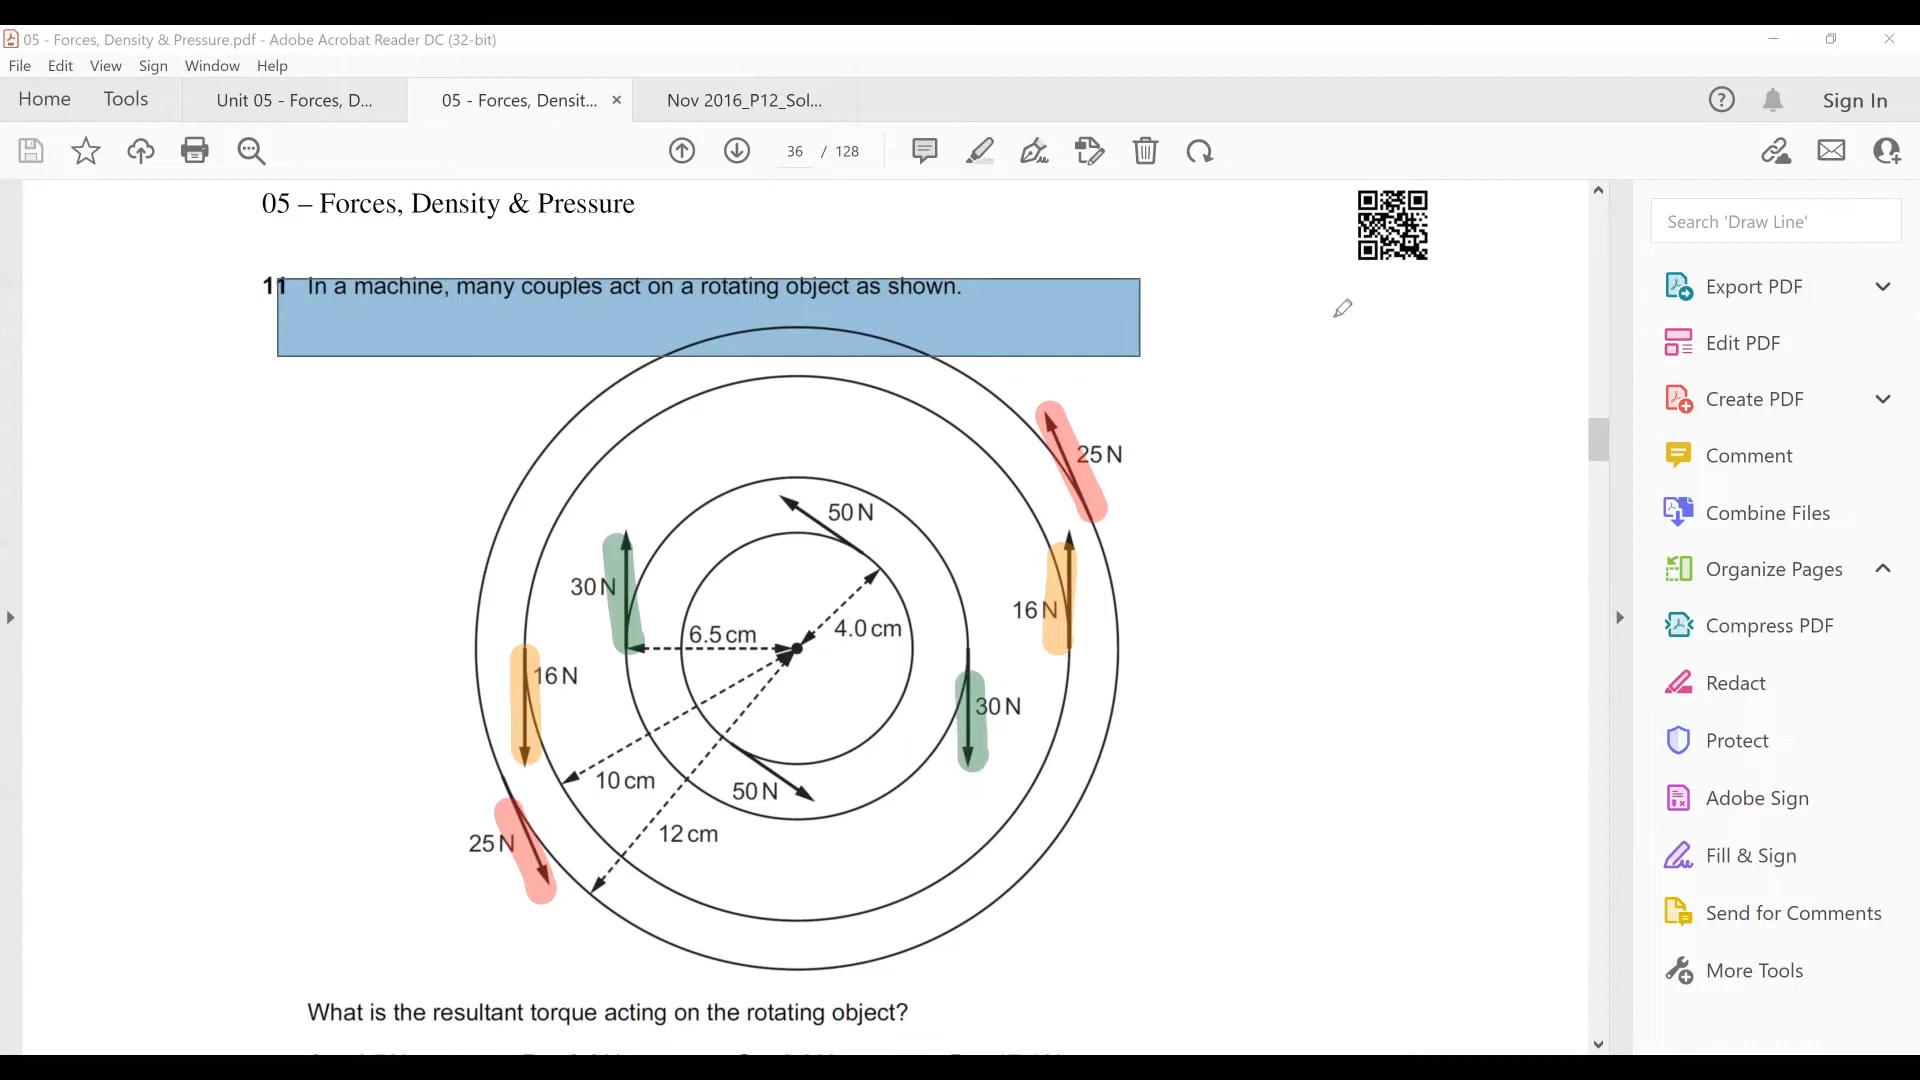 05 - Forces, Density & Pressure.pdf - Adobe Acrobat Reader DC (32-bit)
File Edit View Sign Window Help
Home Tools Unit 05 - Forces, D... 05 - Forces, Densit... × Nov 2016_P12_Sol... Sign In
36 / 128
05 – Forces, Density & Pressure
Search 'Draw Line'
11 In a machine, many couples act on a rotating object as shown.
Export PDF
Edit PDF
Create PDF
Comment
Combine Files
Organize Pages
Compress PDF
Redact
Protect
Adobe Sign
Fill & Sign
Send for Comments
More Tools
25 N
50 N
30 N
16 N
6.5 cm
4.0 cm
16 N
30 N
10 cm
50 N
12 cm
25 N
What is the resultant torque acting on the rotating object?